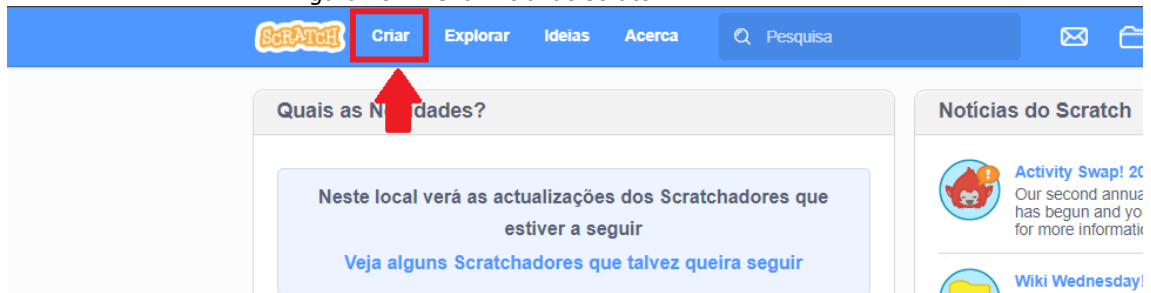 SCRATCH Criar Explorar Ideias Acerca Pesquisa
Quais as Novidades?
Neste local verá as actualizações dos Scratchadores que
estiver a seguir
Veja alguns Scratchadores que talvez queira seguir
Notícias do Scratch
Activity Swap! 20
Our second annua
has begun and yo
for more informati
Wiki Wednesday!